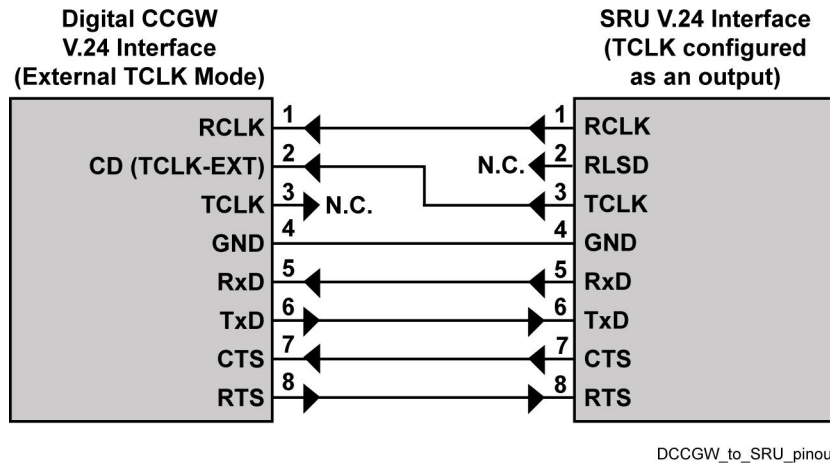 Digital CCGW
V.24 Interface
(External TCLK Mode)
SRU V.24 Interface
(TCLK configured
as an output)
RCLK 1 1 RCLK
CD (TCLK-EXT) 2 N.C. 2 RLSD
TCLK 3 N.C. 3 TCLK
GND 4 4 GND
RxD 5 5 RxD
TxD 6 6 TxD
CTS 7 7 CTS
RTS 8 8 RTS
DCCGW_to_SRU_pinou